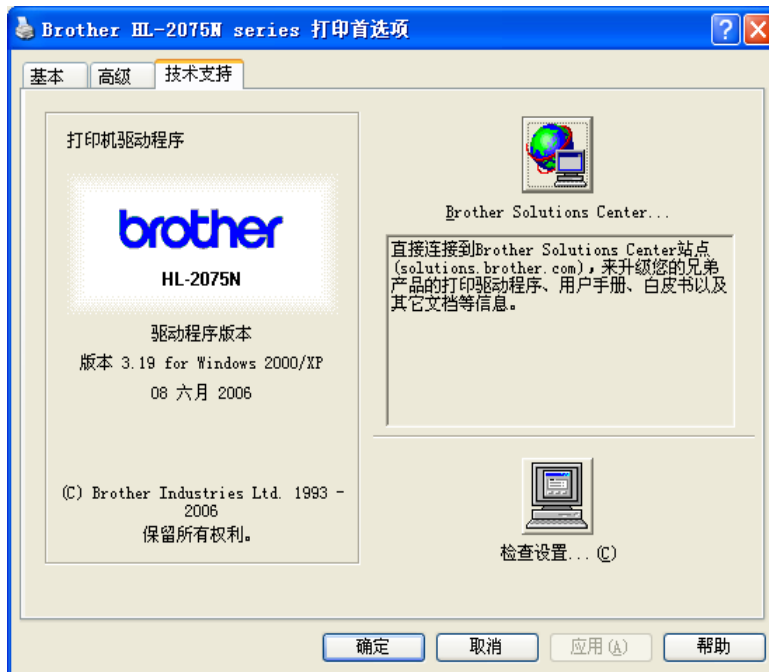 Brother HL-2075N series 打印首选项
基本
高级
技术支持
打印机驱动程序
brother
HL-2075N
驱动程序版本
版本 3.19 for Windows 2000/XP
08 六月 2006
(C) Brother Industries Ltd. 1993 -
2006
保留所有权利。
Brother Solutions Center...
直接连接到Brother Solutions Center站点
(solutions.brother.com)，来升级您的兄弟
产品的打印驱动程序、用户手册、白皮书以及
其它文档等信息。
检查设置...(C)
确定
取消
应用(A)
帮助